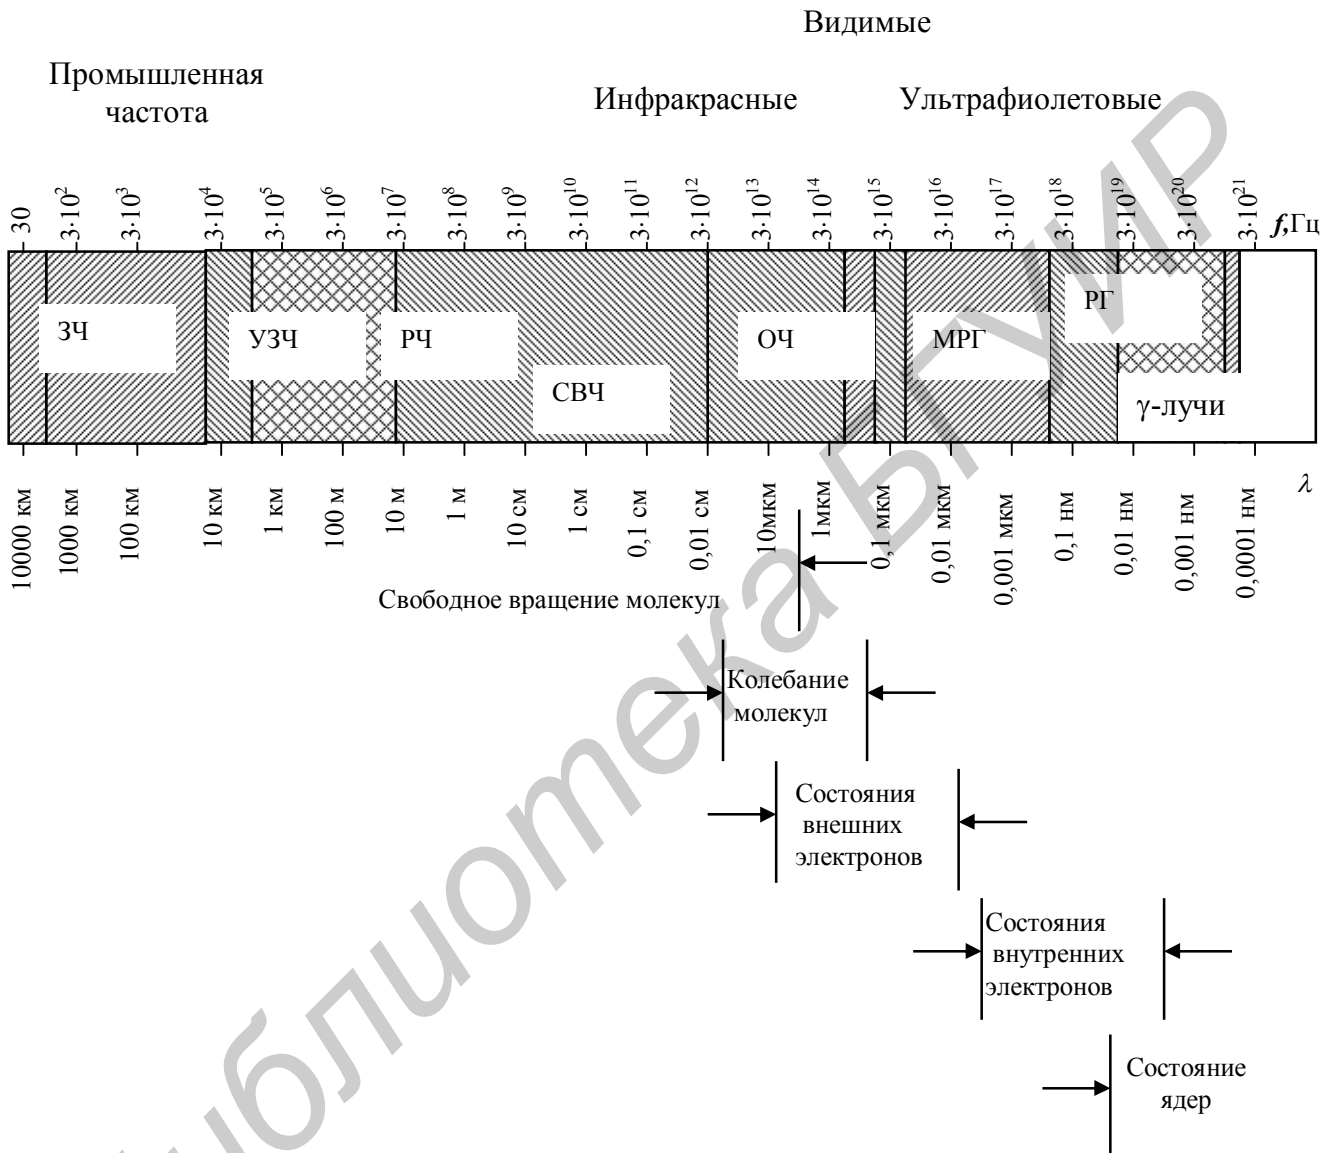 Видимые
Промышленная
частота
Инфракрасные
Ультрафиолетовые
30
3·10²
3·10³
3·10⁴
3·10⁵
3·10⁶
3·10⁷
3·10⁸
3·10⁹
3·10¹⁰
3·10¹¹
3·10¹²
3·10¹³
3·10¹⁴
3·10¹⁵
3·10¹⁶
3·10¹⁷
3·10¹⁸
3·10¹⁹
3·10²⁰
3·10²¹
f,Гц
ЗЧ
УЗЧ
РЧ
СВЧ
ОЧ
МРГ
РГ
γ-лучи
10000 км
1000 км
100 км
10 км
1 км
100 м
10 м
1 м
10 см
1 см
0,1 см
0,01 см
10мкм
1мкм
0,1 мкм
0,01 мкм
0,001 мкм
0,1 нм
0,01 нм
0,001 нм
0,0001 нм
λ
Свободное вращение молекул
Колебание
молекул
Состояния
внешних
электронов
Состояния
внутренних
электронов
Состояние
ядер
Библиотека БГУИР